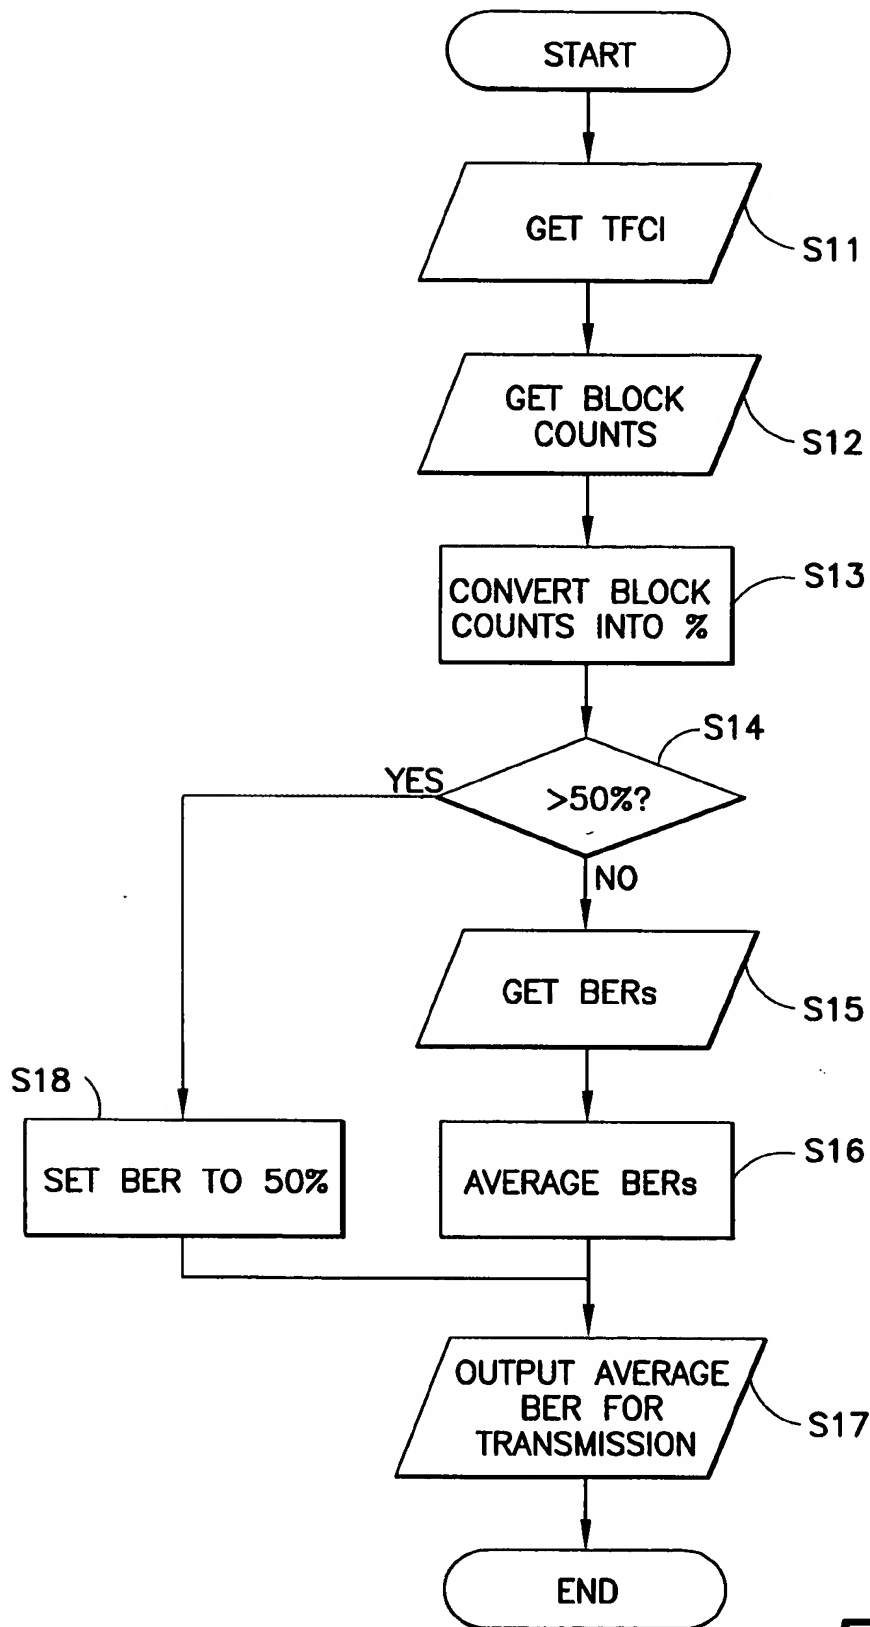 START
GET TFCI
S11
GET BLOCK
COUNTS
S12
CONVERT BLOCK
COUNTS INTO %
S13
S14
>50%?
YES
NO
GET BERs
S15
S18
SET BER TO 50%
AVERAGE BERs
S16
OUTPUT AVERAGE
BER FOR
TRANSMISSION
S17
END